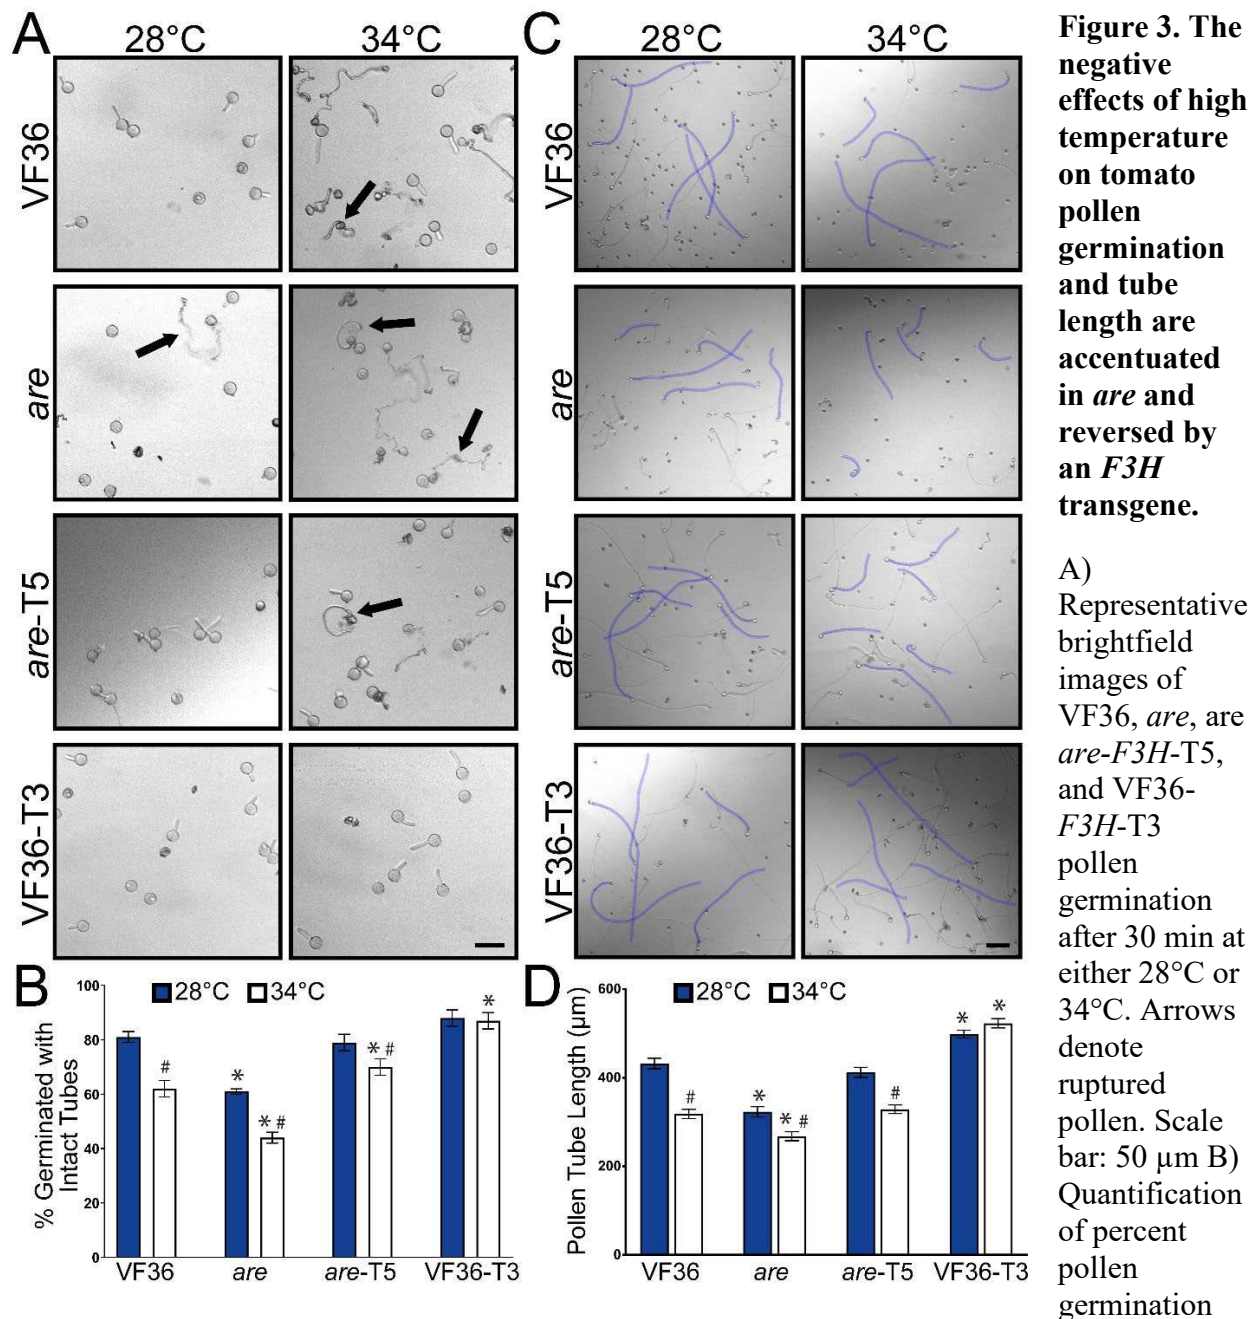 A
28°C
34°C
VF36
are
are-T5
VF36-T3
C
28°C
34°C
VF36
are
are-T5
VF36-T3
B
28°C
34°C
% Germinated with
Intact Tubes
100
80
60
40
20
0
#
*
* #
* #
*
VF36
are
are-T5
VF36-T3
D
28°C
34°C
Pollen Tube Length (µm)
600
400
200
0
#
*
* #
#
*
*
VF36
are
are-T5
VF36-T3
Figure 3. The
negative
effects of high
temperature
on tomato
pollen
germination
and tube
length are
accentuated
in are and
reversed by
an F3H
transgene.
A)
Representative
brightfield
images of
VF36, are, are
are-F3H-T5,
and VF36-
F3H-T3
pollen
germination
after 30 min at
either 28°C or
34°C. Arrows
denote
ruptured
pollen. Scale
bar: 50 µm B)
Quantification
of percent
pollen
germination